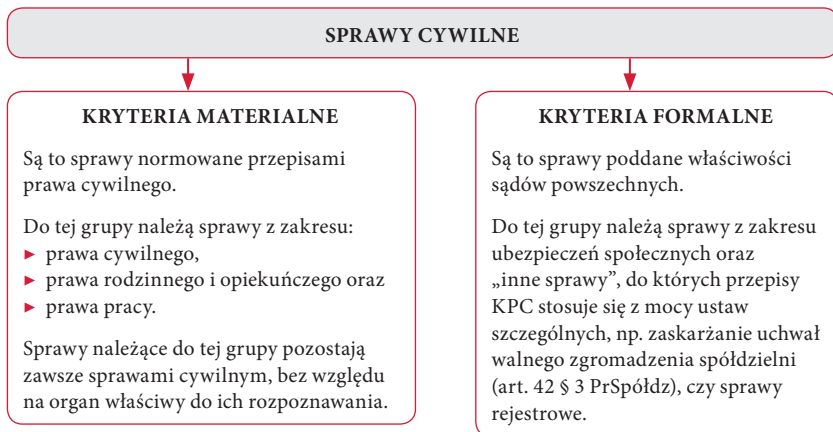 SPRAWY CYWILNE
KRYTERIA MATERIALNE
Są to sprawy normowane przepisami
prawa cywilnego.
Do tej grupy należą sprawy z zakresu:
► prawa cywilnego,
► prawa rodzinnego i opiekuńczego oraz
► prawa pracy.
Sprawy należące do tej grupy pozostają
zawsze sprawami cywilnym, bez względu
na organ właściwy do ich rozpoznawania.
KRYTERIA FORMALNE
Są to sprawy poddane właściwości
sądów powszechnych.
Do tej grupy należą sprawy z zakresu
ubezpieczeń społecznych oraz
„inne sprawy”, do których przepisy
KPC stosuje się z mocy ustaw
szczególnych, np. zaskarżanie uchwał
walnego zgromadzenia spółdzielni
(art. 42 § 3 PrSpółdz), czy sprawy
rejestrowe.